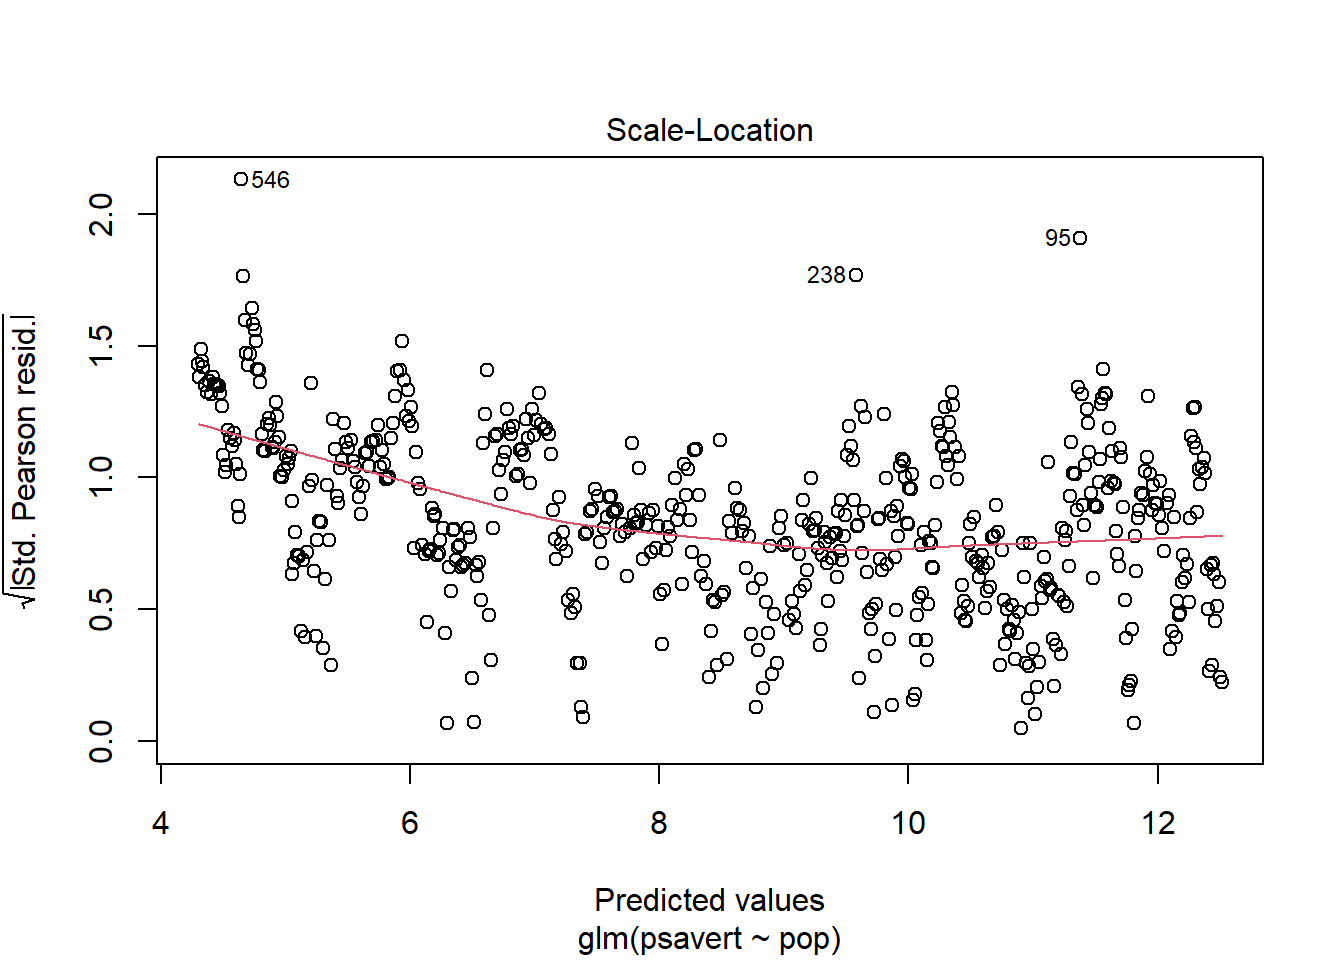 Scale-Location
546
95
238
√|Std. Pearson resid.|
0.0 0.5 1.0 1.5 2.0
4 6 8 10 12
Predicted values
glm(psavert ~ pop)